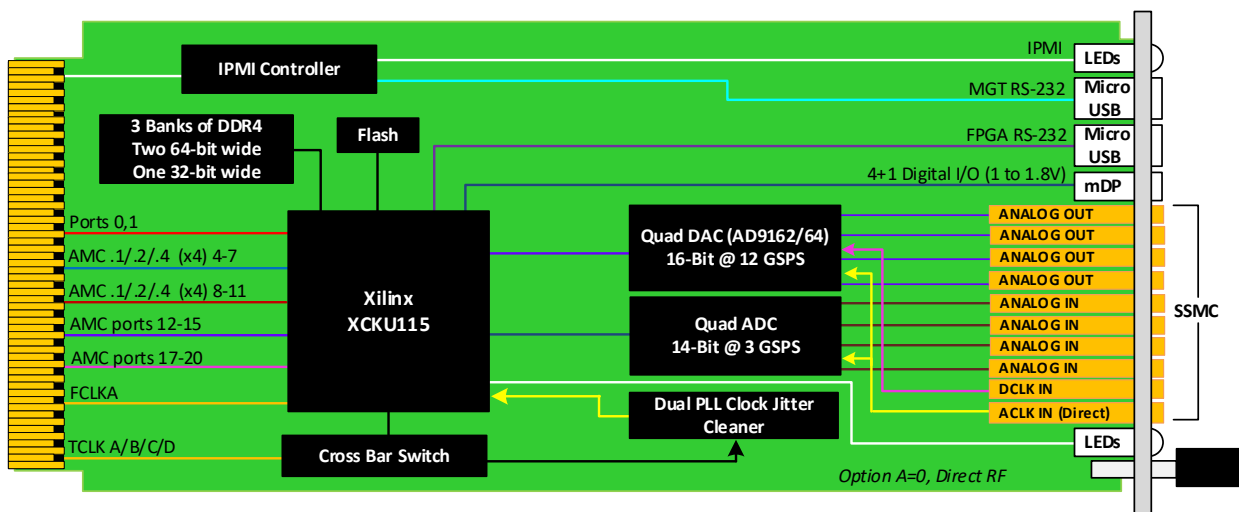 IPMI Controller
IPMI
LEDs
MGT RS-232
Micro
USB
3 Banks of DDR4
Two 64-bit wide
One 32-bit wide
Flash
FPGA RS-232
Micro
USB
4+1 Digital I/O (1 to 1.8V)
mDP
Ports 0,1
AMC .1/.2/.4 (x4) 4-7
AMC .1/.2/.4 (x4) 8-11
AMC ports 12-15
AMC ports 17-20
FCLKA
TCLK A/B/C/D
Xilinx
XCKU115
Quad DAC (AD9162/64)
16-Bit @ 12 GSPS
Quad ADC
14-Bit @ 3 GSPS
ANALOG OUT
ANALOG OUT
ANALOG OUT
ANALOG OUT
ANALOG IN
ANALOG IN
ANALOG IN
ANALOG IN
DCLK IN
ACLK IN (Direct)
SSMC
Dual PLL Clock Jitter
Cleaner
Cross Bar Switch
LEDs
Option A=0, Direct RF